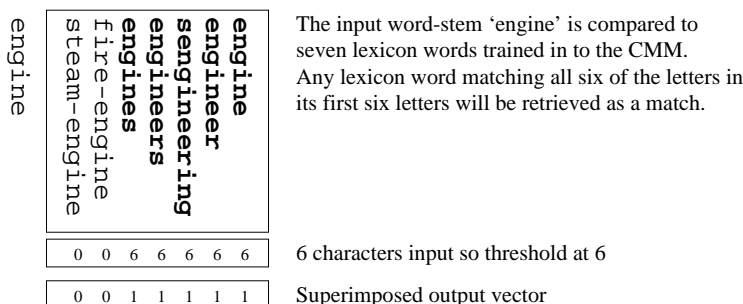 engine
steam-engine
fire-engine
engines
engineers
sengineering
engineer
engine
The input word-stem ‘engine’ is compared to
seven lexicon words trained in to the CMM.
Any lexicon word matching all six of the letters in
its first six letters will be retrieved as a match.
0 0 6 6 6 6 6
6 characters input so threshold at 6
0 0 1 1 1 1 1
Superimposed output vector